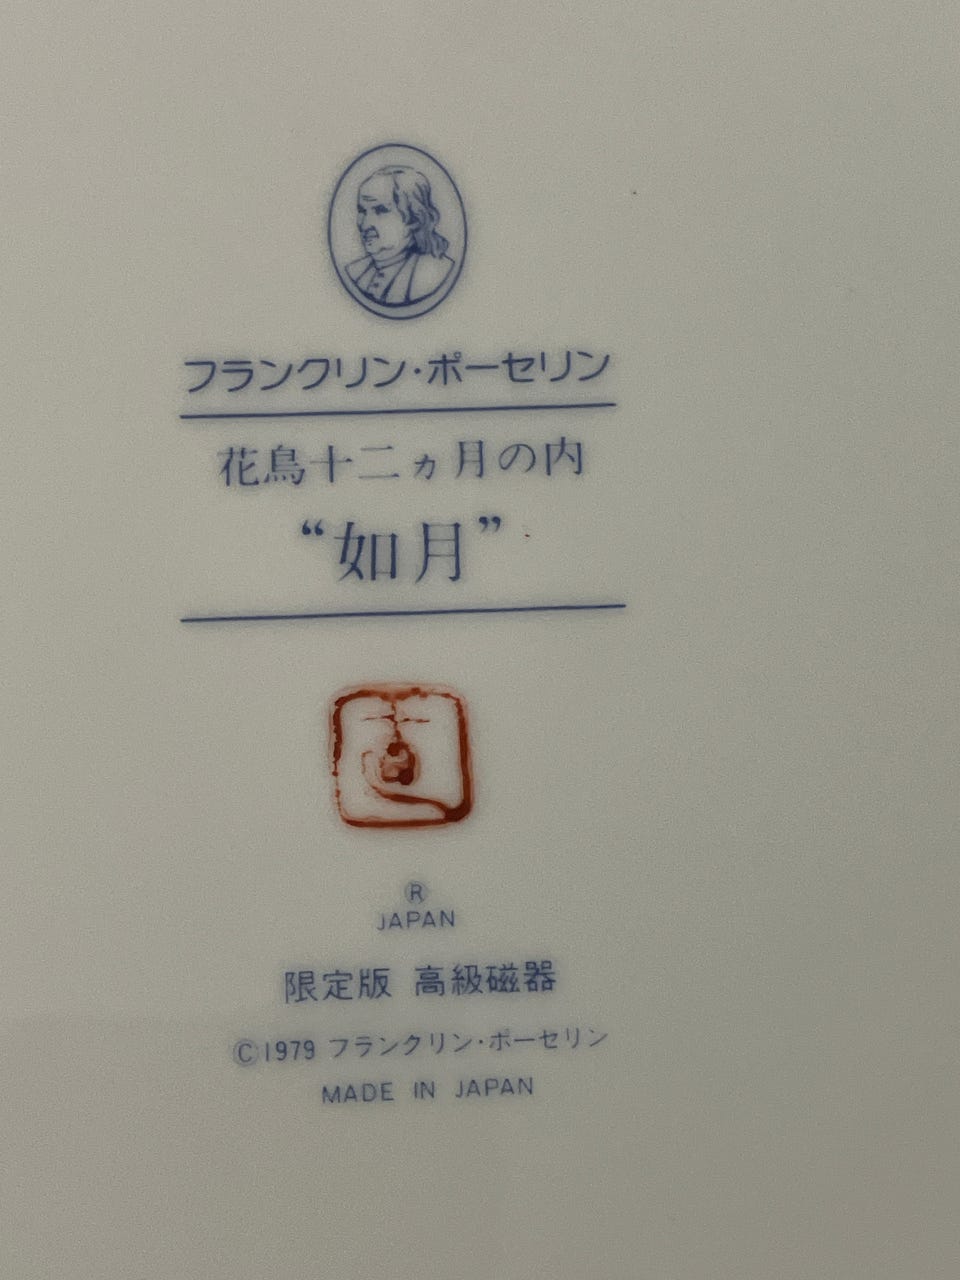 フランクリン・ポーセリン
花鳥十二ヵ月の内
“如月”
®
JAPAN
限定版 高級磁器
©1979 フランクリン・ポーセリン
MADE IN JAPAN